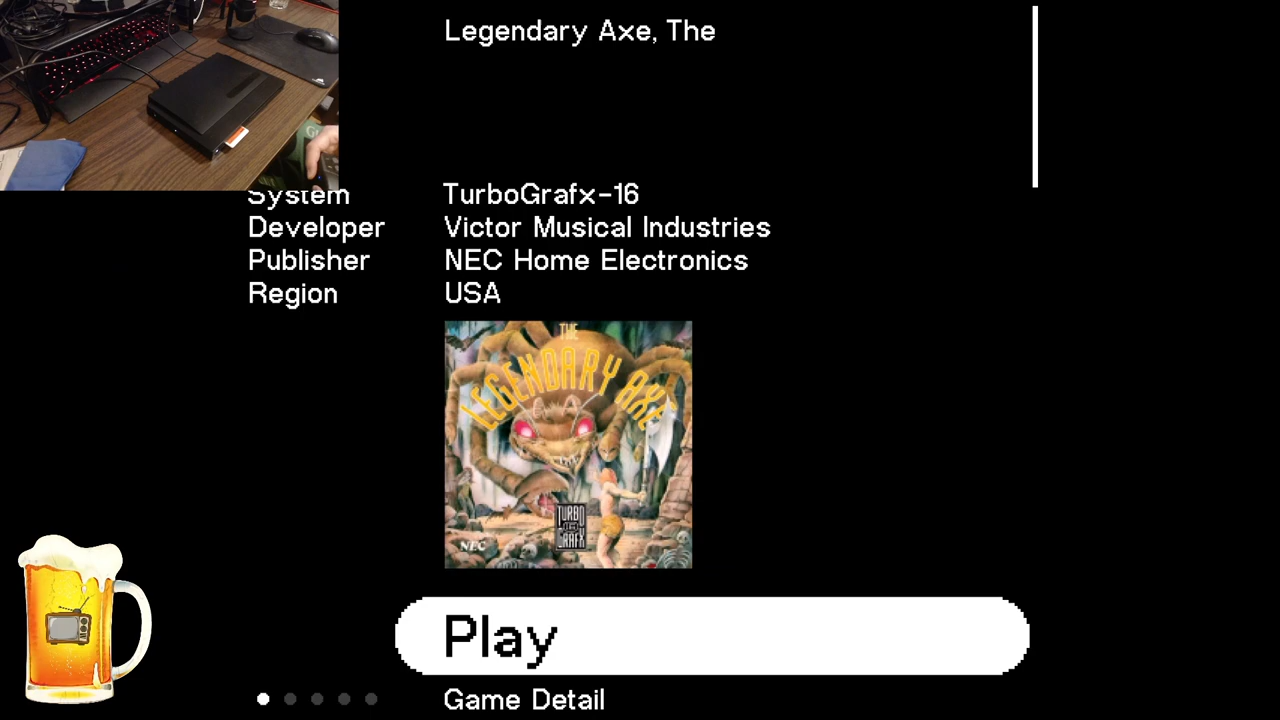 Legendary Axe, The
System TurboGrafx-16
Developer Victor Musical Industries
Publisher NEC Home Electronics
Region USA
THE
LEGENDARY AXE
TURBO
GRAFX
NEC
Play
Game Detail